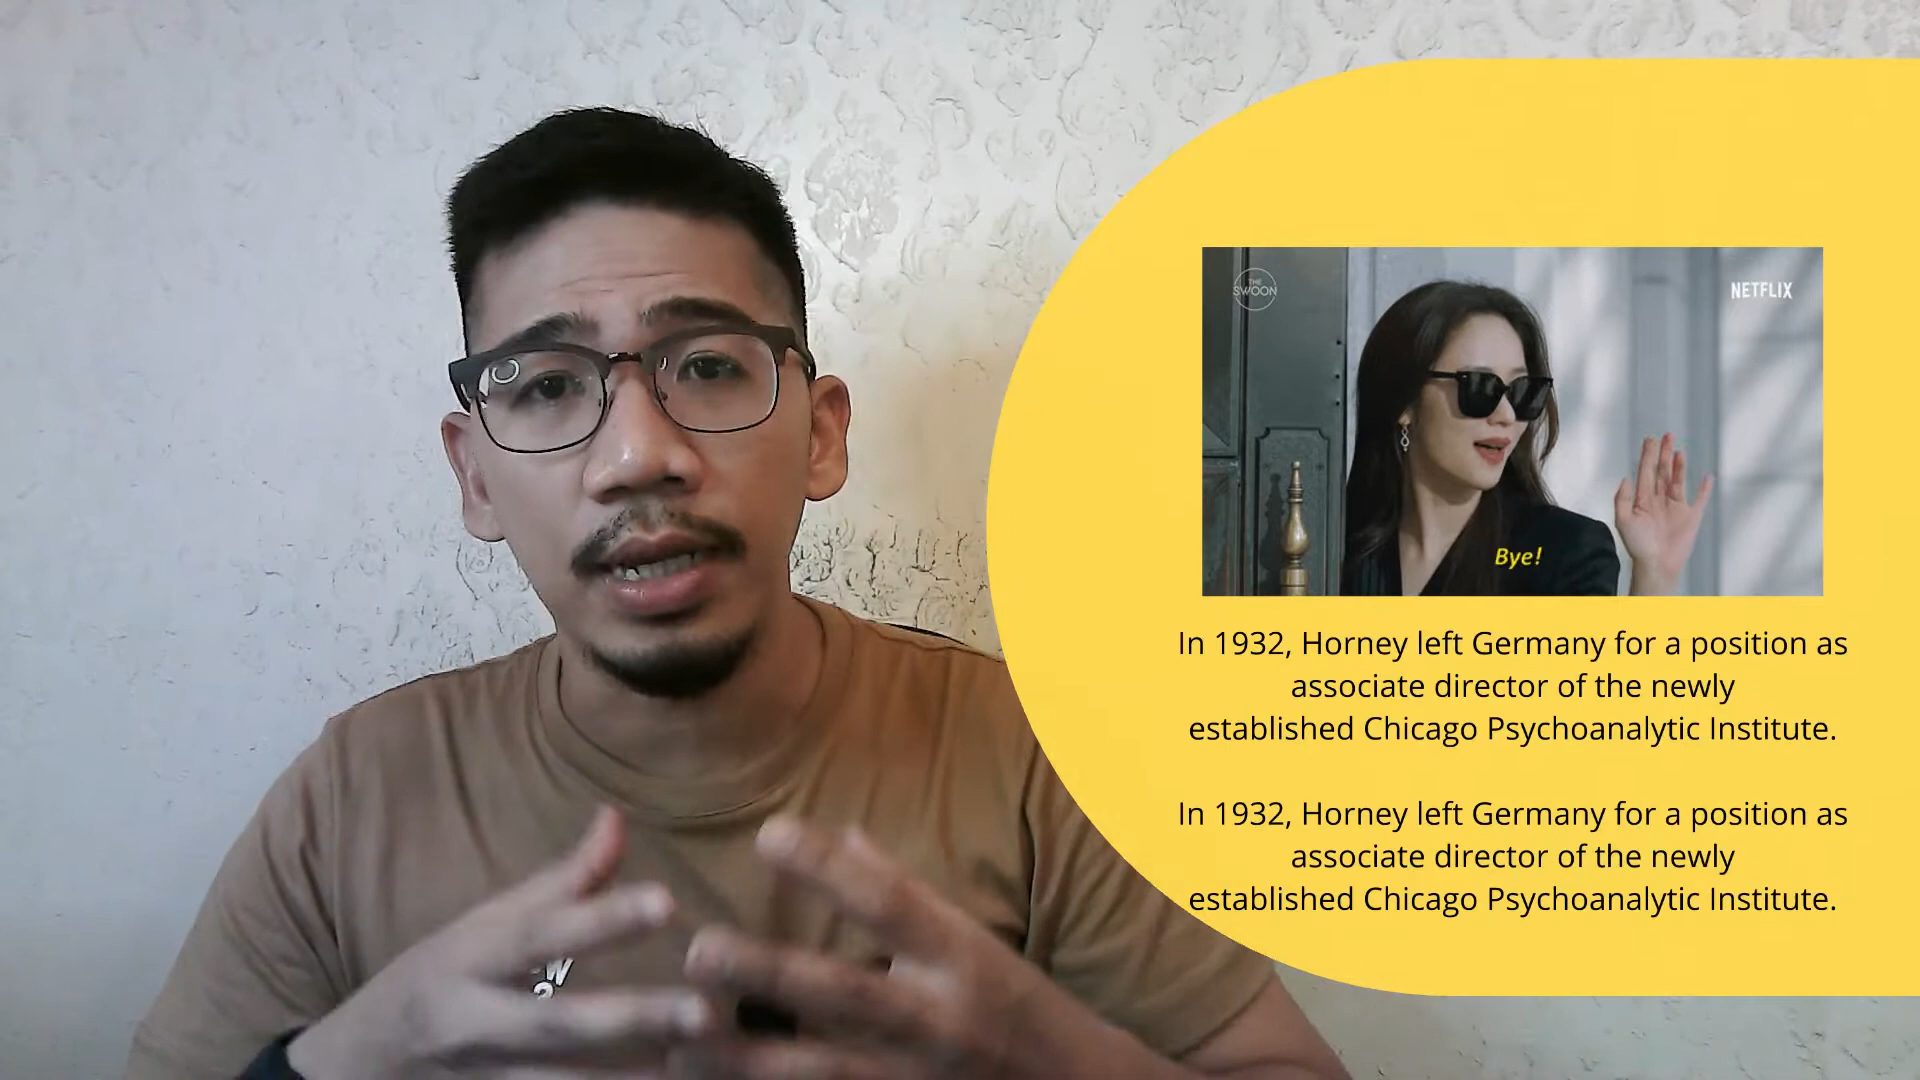 THE
SWOON
NETFLIX
Bye!
In 1932, Horney left Germany for a position as
associate director of the newly
established Chicago Psychoanalytic Institute.
In 1932, Horney left Germany for a position as
associate director of the newly
established Chicago Psychoanalytic Institute.